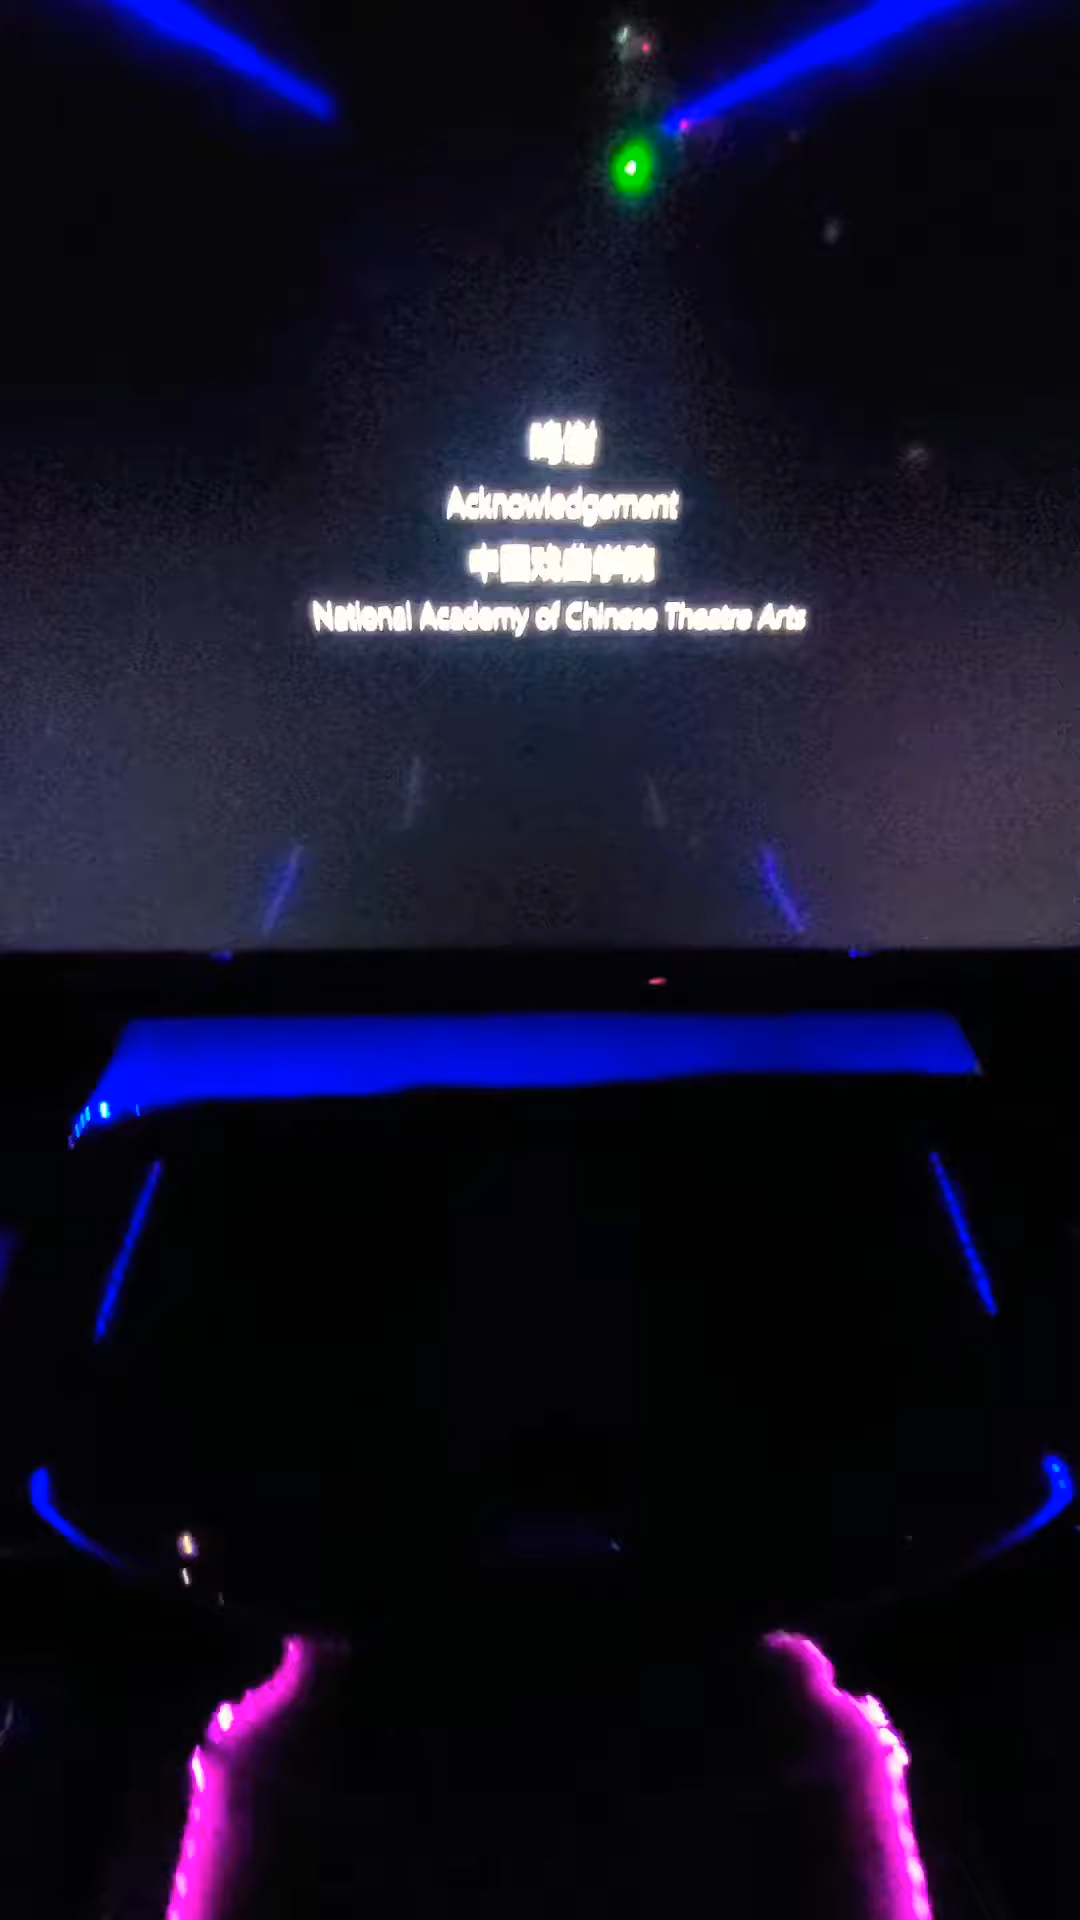 鸣谢
Acknowledgement
中国戏曲学院
National Academy of Chinese Theatre Arts